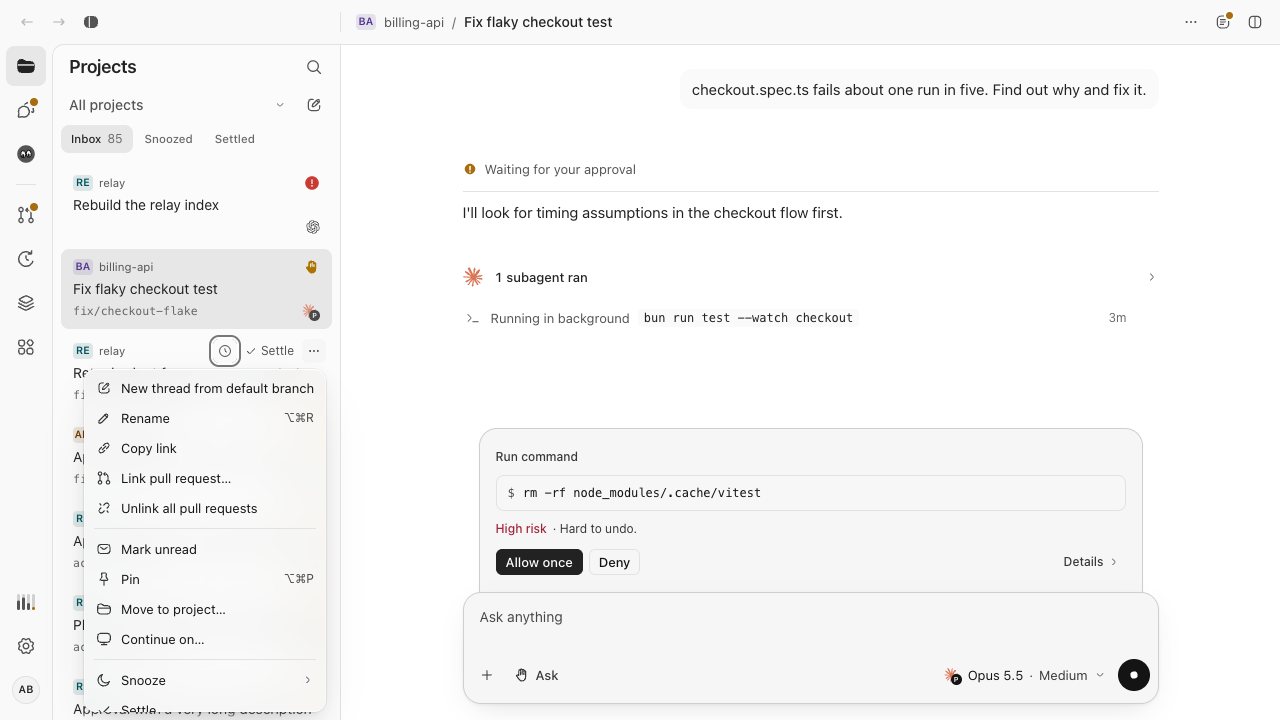 BA billing-api / Fix flaky checkout test
Projects
All projects
Inbox 85 Snoozed Settled
RE relay
Rebuild the relay index
BA billing-api
Fix flaky checkout test
fix/checkout-flake
RE relay Settle
New thread from default branch
Rename ⌥⌘R
Copy link
Link pull request...
Unlink all pull requests
Mark unread
Pin ⌥⌘P
Move to project...
Continue on...
Snooze
Settle
AB
checkout.spec.ts fails about one run in five. Find out why and fix it.
Waiting for your approval
I'll look for timing assumptions in the checkout flow first.
1 subagent ran
Running in background bun run test --watch checkout 3m
Run command
$ rm -rf node_modules/.cache/vitest
High risk · Hard to undo.
Allow once Deny Details
Ask anything
Ask Opus 5.5 · Medium